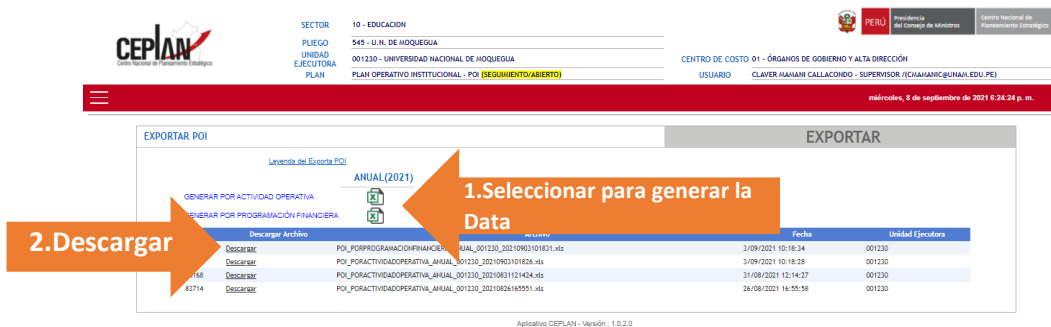 CEPLAN
Centro Nacional de Planeamiento Estratégico
SECTOR 10 - EDUCACION
PLIEGO 545 - U.N. DE MOQUEGUA
UNIDAD EJECUTORA 001230 - UNIVERSIDAD NACIONAL DE MOQUEGUA
PLAN PLAN OPERATIVO INSTITUCIONAL - POI (SEGUIMIENTO/ABIERTO)
PERÚ
Presidencia del Consejo de Ministros
Centro Nacional de Planeamiento Estratégico
CENTRO DE COSTO 01 - ÓRGANOS DE GOBIERNO Y ALTA DIRECCIÓN
USUARIO CLAVER MAMANI CALLACONDO - SUPERVISOR /(CMAMANIC@UNAM.EDU.PE)
miércoles, 8 de septiembre de 2021 6:24:24 p. m.
EXPORTAR POI
EXPORTAR
Leyenda del Exporta POI
ANUAL(2021)
GENERAR POR ACTIVIDAD OPERATIVA
GENERAR POR PROGRAMACIÓN FINANCIERA
1.Seleccionar para generar la
Data
2.Descargar
Descargar Archivo Archivo Fecha Unidad Ejecutora
Descargar 3/09/2021 10:18:34 001230
Descargar POI_PORACTIVIDADOPERATIVA_ANUAL_001230_20210903101826.xls 3/09/2021 10:18:28 001230
Descargar POI_PORACTIVIDADOPERATIVA_ANUAL_001230_20210831121424.xls 31/08/2021 12:14:27 001230
83714 Descargar POI_PORACTIVIDADOPERATIVA_ANUAL_001230_20210826165551.xls 26/08/2021 16:55:58 001230
Aplicativo CEPLAN - Versión : 1.0.2.0